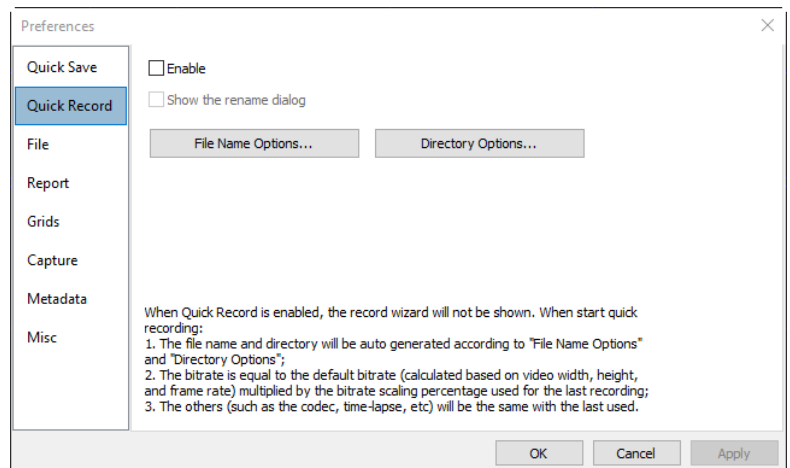 Preferences
Quick Save
Quick Record
File
Report
Grids
Capture
Metadata
Misc
Enable
Show the rename dialog
File Name Options...
Directory Options...
When Quick Record is enabled, the record wizard will not be shown. When start quick
recording:
1. The file name and directory will be auto generated according to "File Name Options"
and "Directory Options";
2. The bitrate is equal to the default bitrate (calculated based on video width, height,
and frame rate) multiplied by the bitrate scaling percentage used for the last recording;
3. The others (such as the codec, time-lapse, etc) will be the same with the last used.
OK
Cancel
Apply